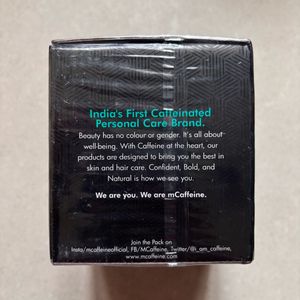 India's First Caffeinated
Personal Care Brand.
Beauty has no colour or gender. It's all about
well-being. With Caffeine at the heart, our
products are designed to bring you the best in
skin and hair care. Confident, Bold, and
Natural is how we see you.
We are you. We are mCaffeine.
Join the Pack on
Insta/mcaffeineofficial, FB/MCaffeine, Twitter/@i_am_caffeine,
www.mcaffeine.com